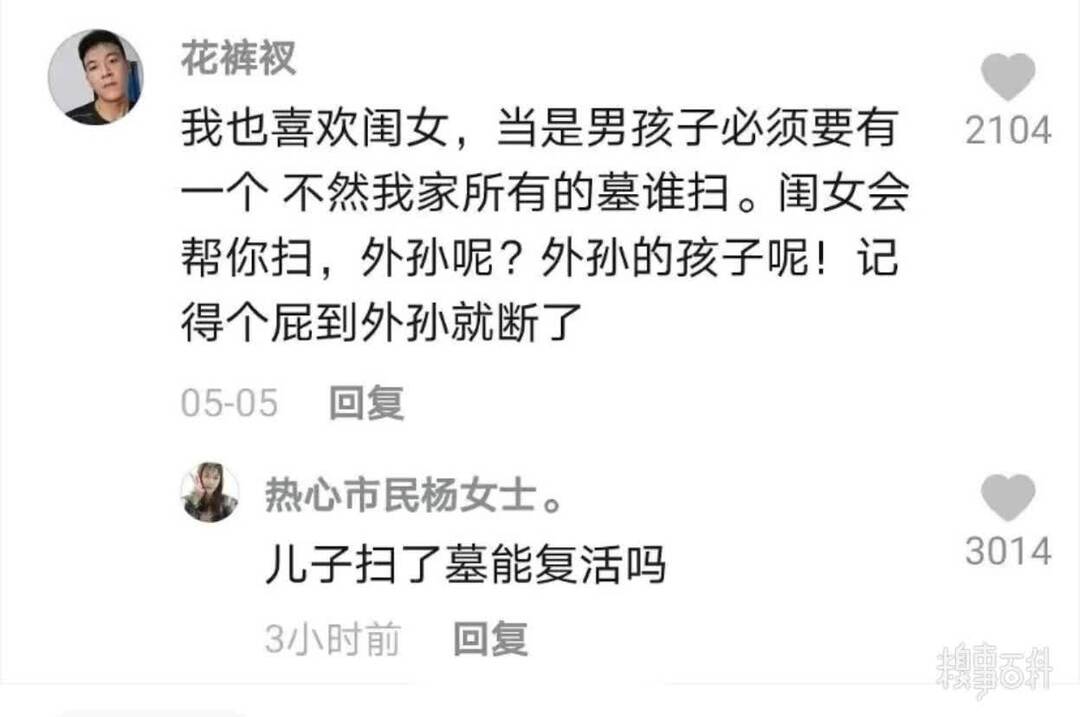 花裤衩
我也喜欢闺女，当是男孩子必须要有
一个 不然我家所有的墓谁扫。闺女会
帮你扫，外孙呢？外孙的孩子呢！记
得个屁到外孙就断了
2104
05-05 回复
热心市民杨女士。
儿子扫了墓能复活吗
3014
3小时前 回复
糗事百科